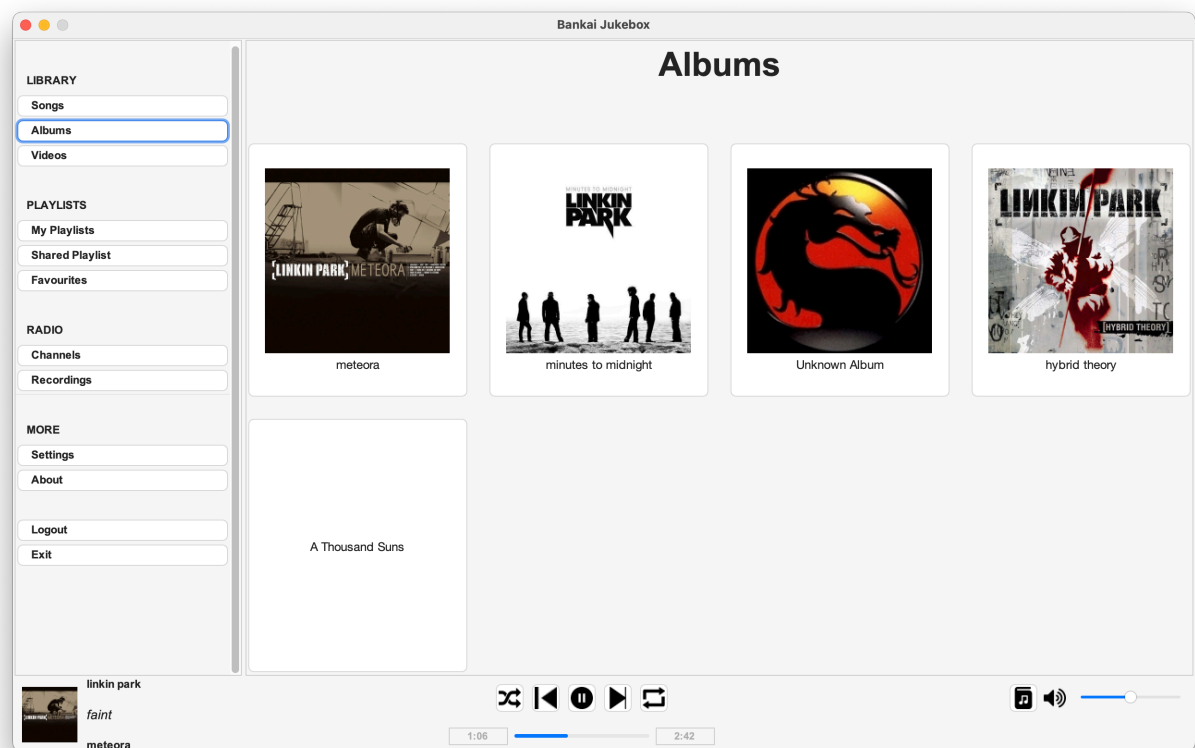 Bankai Jukebox
LIBRARY
Songs
Albums
Videos
PLAYLISTS
My Playlists
Shared Playlist
Favourites
RADIO
Channels
Recordings
MORE
Settings
About
Logout
Exit
Albums
[LINKIN PARK] METEORA
meteora
MINUTES TO MIDNIGHT
LINKIN
PARK
minutes to midnight
Unknown Album
LINKIN PARK
[HYBRID THEORY]
hybrid theory
A Thousand Suns
linkin park
faint
meteora
1:06
2:42